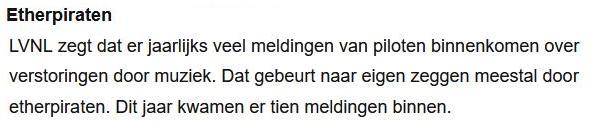 Etherpiraten
LVNL zegt dat er jaarlijks veel meldingen van piloten binnenkomen over
verstoringen door muziek. Dat gebeurt naar eigen zeggen meestal door
etherpiraten. Dit jaar kwamen er tien meldingen binnen.